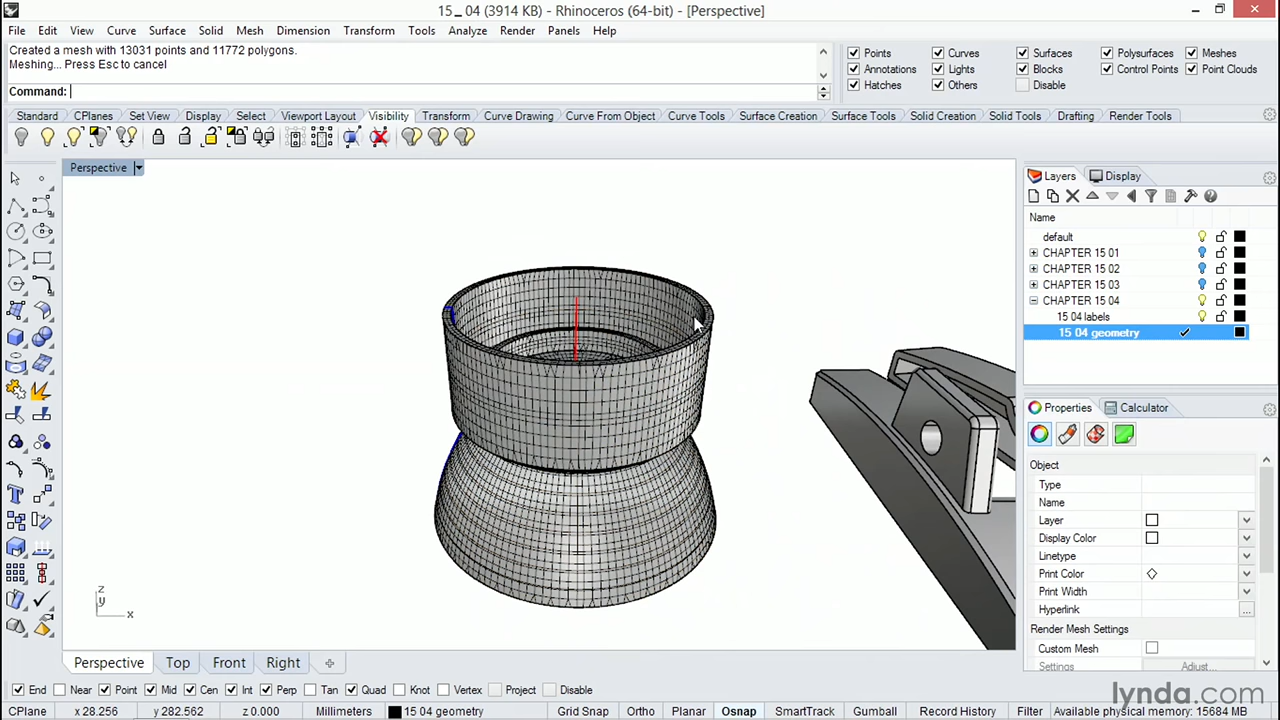 15_04 (3914 KB) - Rhinoceros (64-bit) - [Perspective]
File Edit View Curve Surface Solid Mesh Dimension Transform Tools Analyze Render Panels Help
Created a mesh with 13031 points and 11772 polygons.
Meshing... Press Esc to cancel
Command:
Points Curves Surfaces Polysurfaces Meshes
Annotations Lights Blocks Control Points Point Clouds
Hatches Others Disable
Standard CPlanes Set View Display Select Viewport Layout Visibility Transform Curve Drawing Curve From Object Curve Tools Surface Creation Surface Tools Solid Creation Solid Tools Mesh Drafting Render Tools
Perspective
Layers Display
Name
default
CHAPTER 15 01
CHAPTER 15 02
CHAPTER 15 03
CHAPTER 15 04
15 04 labels
15 04 geometry
Properties Calculator
Object
Type
Name
Layer
Display Color
Linetype
Print Color
Print Width
Hyperlink
Render Mesh Settings
Custom Mesh
Settings Adjust...
z
y
x
Perspective Top Front Right
End Near Point Mid Cen Int Perp Tan Quad Knot Vertex Project Disable
lynda.com
CPlane x 28.256 y 282.562 z 0.000 Millimeters 15 04 geometry Grid Snap Ortho Planar Osnap SmartTrack Gumball Record History Filter Available physical memory: 15684 MB